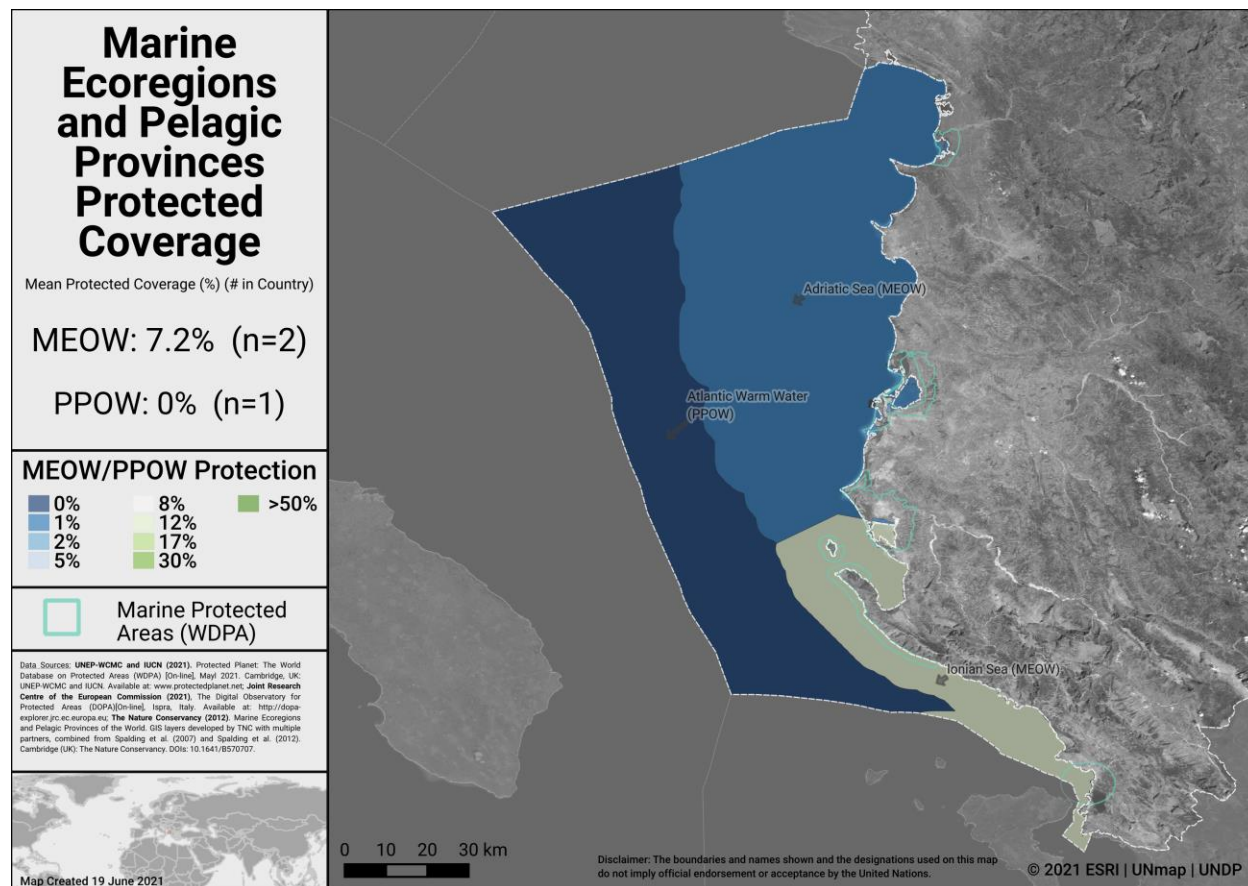 Marine
Ecoregions
and Pelagic
Provinces
Protected
Coverage
Mean Protected Coverage (%) (# in Country)
MEOW: 7.2% (n=2)
PPOW: 0% (n=1)
MEOW/PPOW Protection
0%
1%
2%
5%
8%
12%
17%
30%
>50%
Marine Protected
Areas (WDPA)
Data Sources: UNEP-WCMC and IUCN (2021). Protected Planet: The World
Database on Protected Areas (WDPA) [On-line], Mayl 2021. Cambridge, UK:
UNEP-WCMC and IUCN. Available at: www.protectedplanet.net; Joint Research
Centre of the European Commission (2021), The Digital Observatory for
Protected Areas (DOPA)[On-line], Ispra, Italy. Available at: http://dopa-
explorer.jrc.ec.europa.eu; The Nature Conservancy (2012). Marine Ecoregions
and Pelagic Provinces of the World. GIS layers developed by TNC with multiple
partners, combined from Spalding et al. (2007) and Spalding et al. (2012).
Cambridge (UK): The Nature Conservancy. DOIs: 10.1641/B570707.
Map Created 19 June 2021
Adriatic Sea (MEOW)
Atlantic Warm Water
(PPOW)
Ionian Sea (MEOW)
0 10 20 30 km
Disclaimer: The boundaries and names shown and the designations used on this map
do not imply official endorsement or acceptance by the United Nations.
© 2021 ESRI | UNmap | UNDP